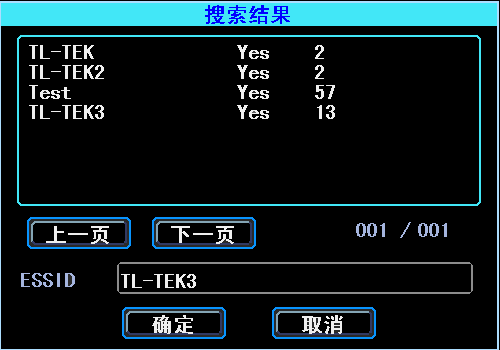 搜索结果
TL-TEK Yes 2
TL-TEK2 Yes 2
Test Yes 57
TL-TEK3 Yes 13
上一页 下一页 001 / 001
ESSID TL-TEK3
确定 取消